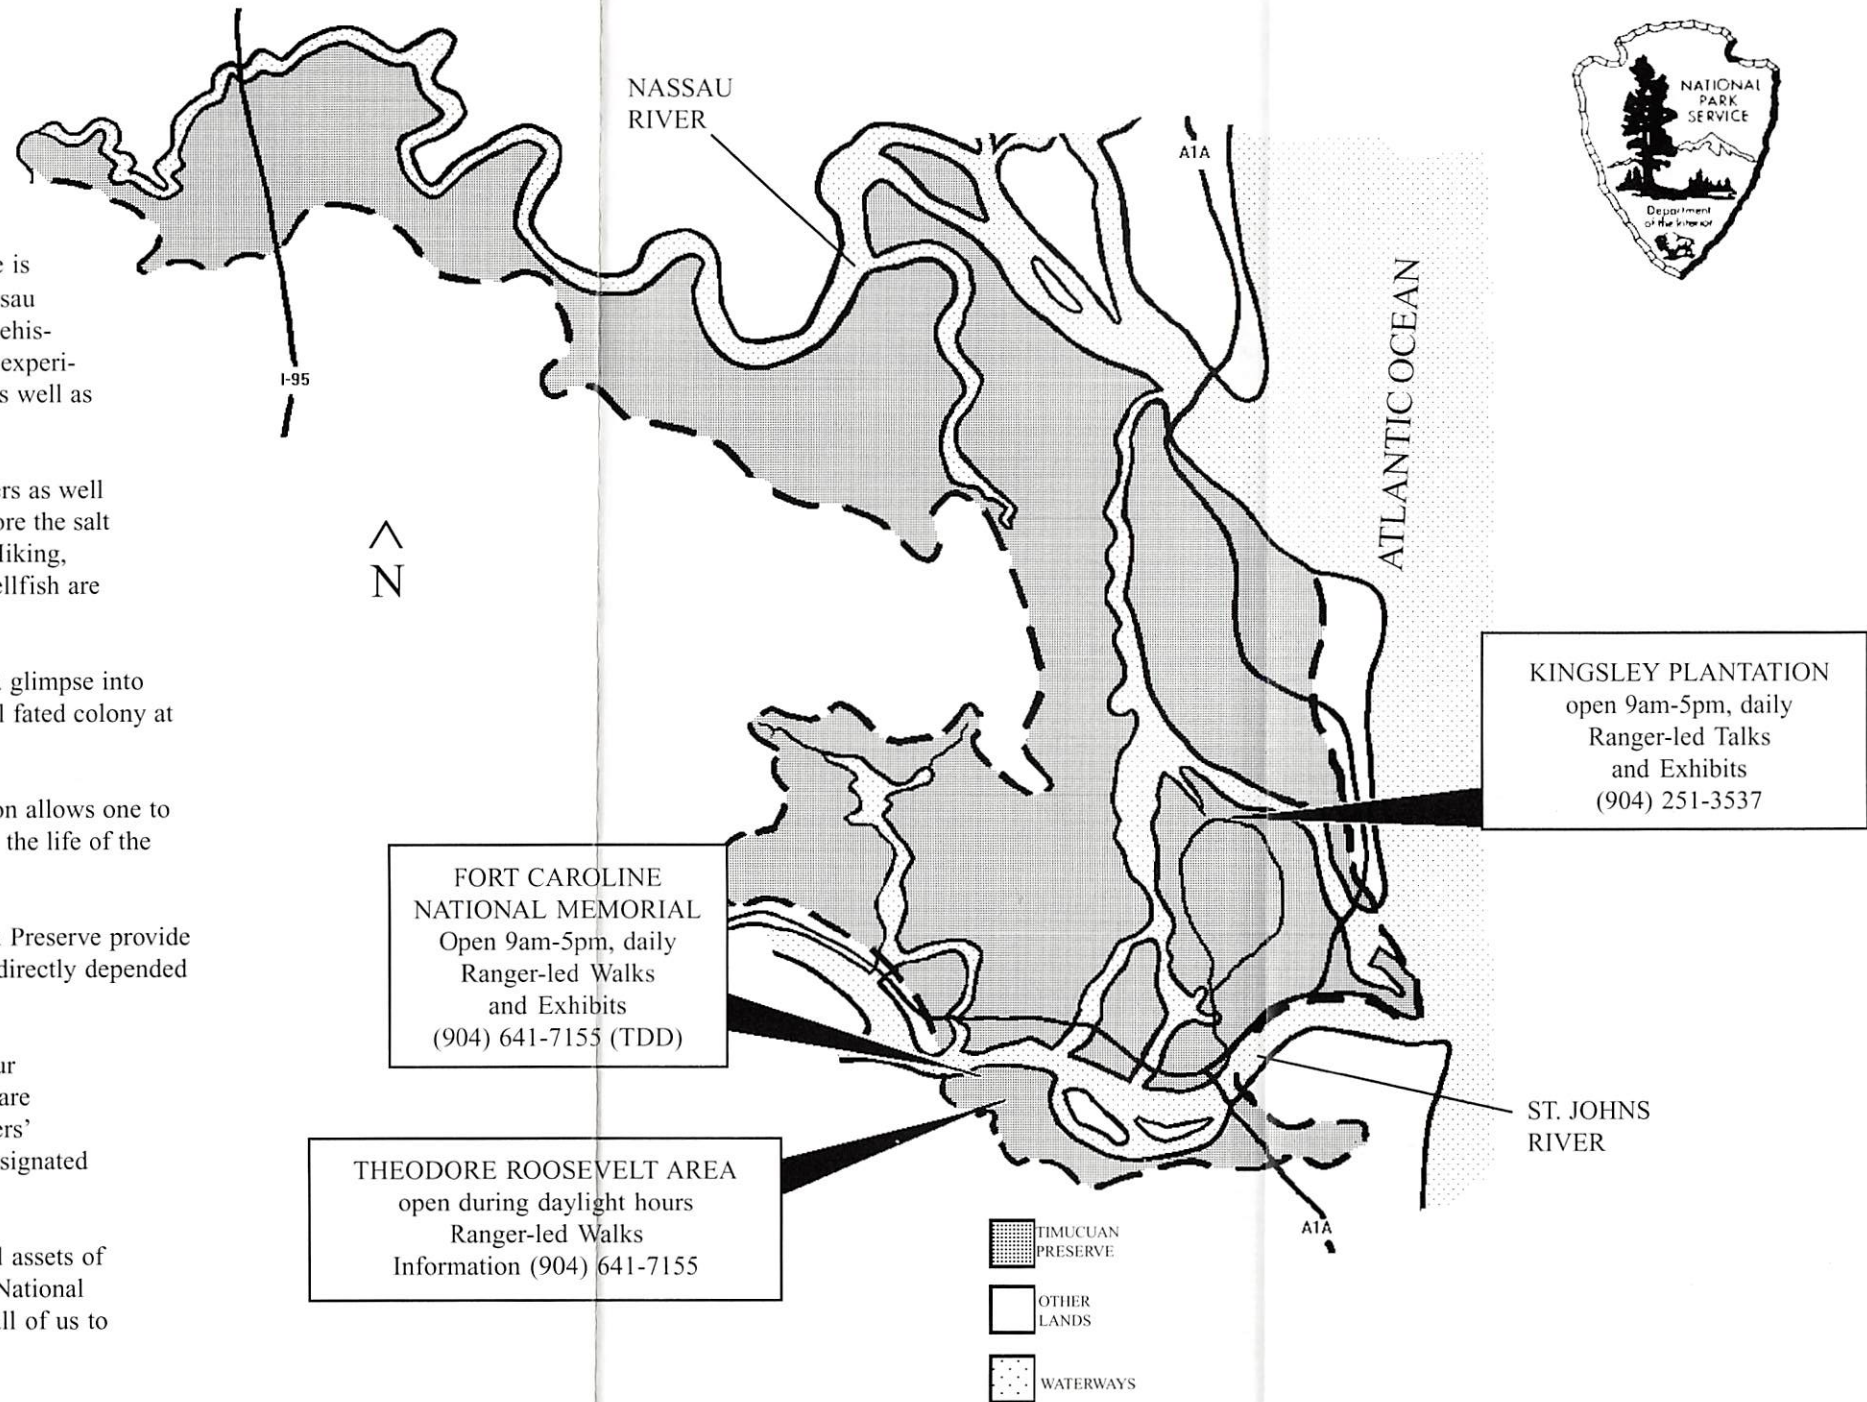 e is
sau
ehis-
experi-
s well as
ers as well
ore the salt
Hiking,
ellfish are
glimpse into
l fated colony at
on allows one to
the life of the
Preserve provide
directly depended
ur
are
ers'
signated
l assets of
National
all of us to
I-95
^
N
NASSAU
RIVER
A1A
NATIONAL
PARK
SERVICE
Department
of the Interior
ATLANTIC OCEAN
KINGSLEY PLANTATION
open 9am-5pm, daily
Ranger-led Talks
and Exhibits
(904) 251-3537
FORT CAROLINE
NATIONAL MEMORIAL
Open 9am-5pm, daily
Ranger-led Walks
and Exhibits
(904) 641-7155 (TDD)
THEODORE ROOSEVELT AREA
open during daylight hours
Ranger-led Walks
Information (904) 641-7155
ST. JOHNS
RIVER
A1A
TIMUCUAN
PRESERVE
OTHER
LANDS
WATERWAYS